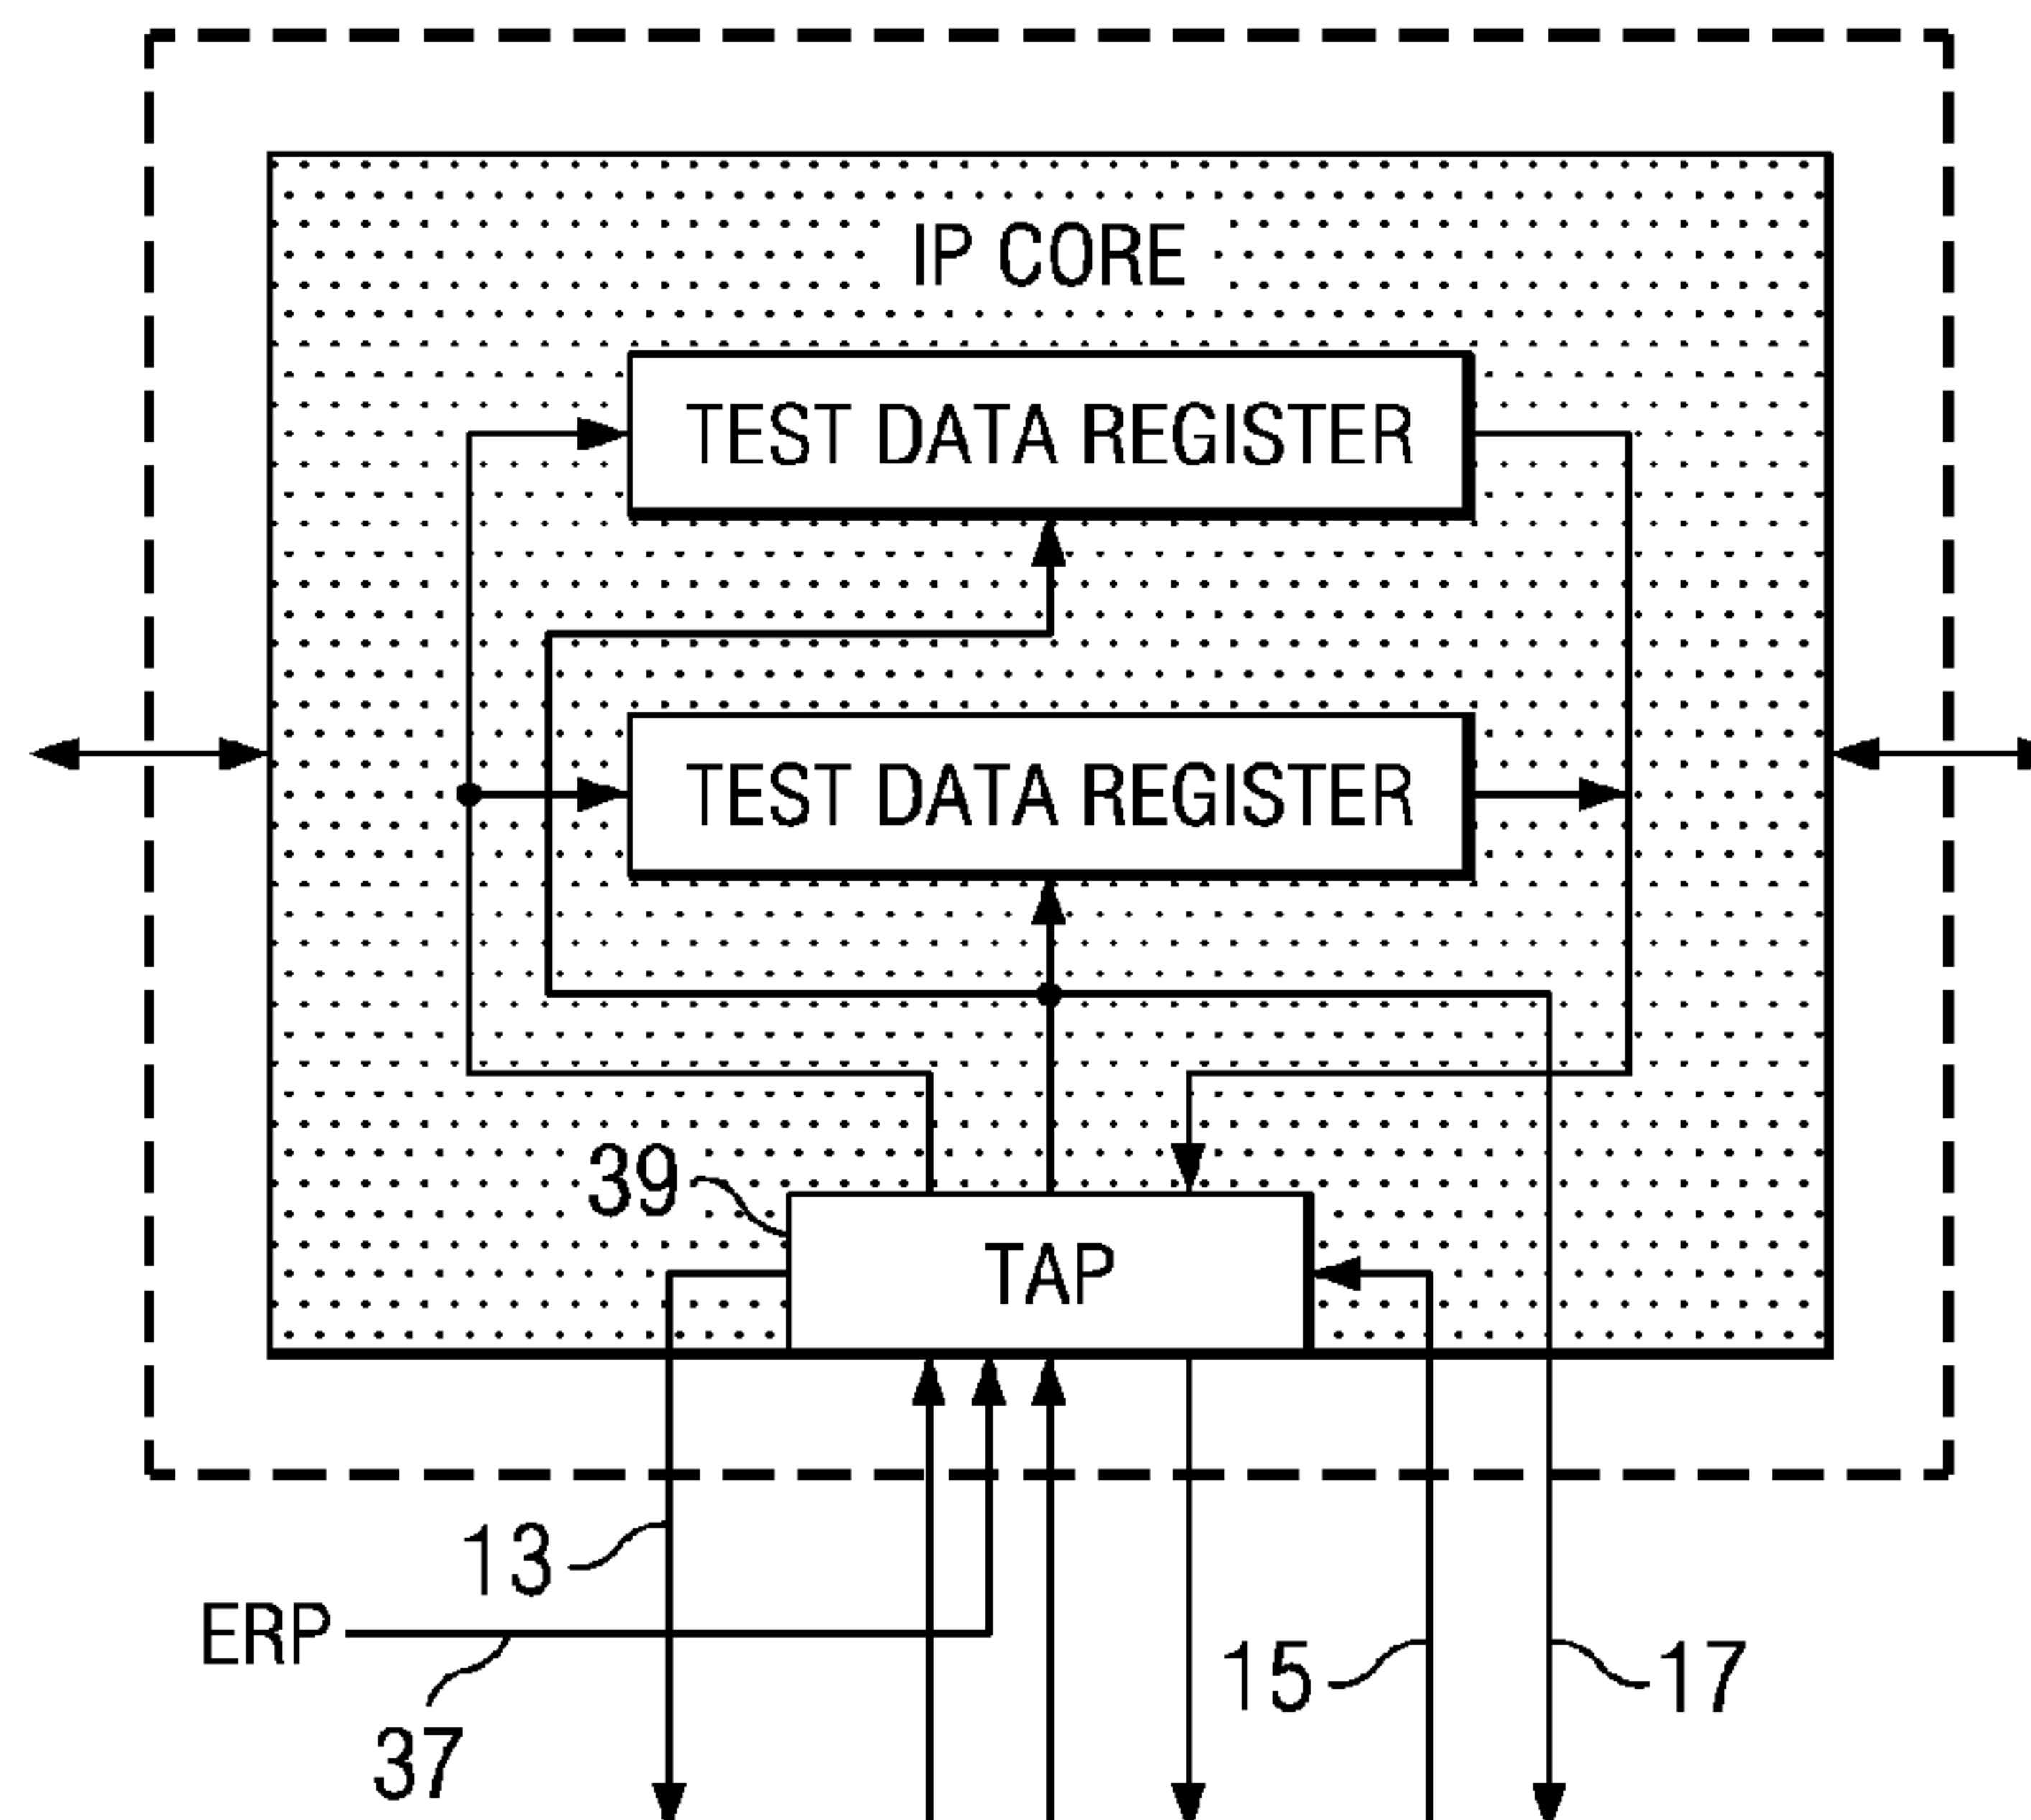 IP CORE
TEST DATA REGISTER
TEST DATA REGISTER
39
TAP
13
ERP
15
17
37